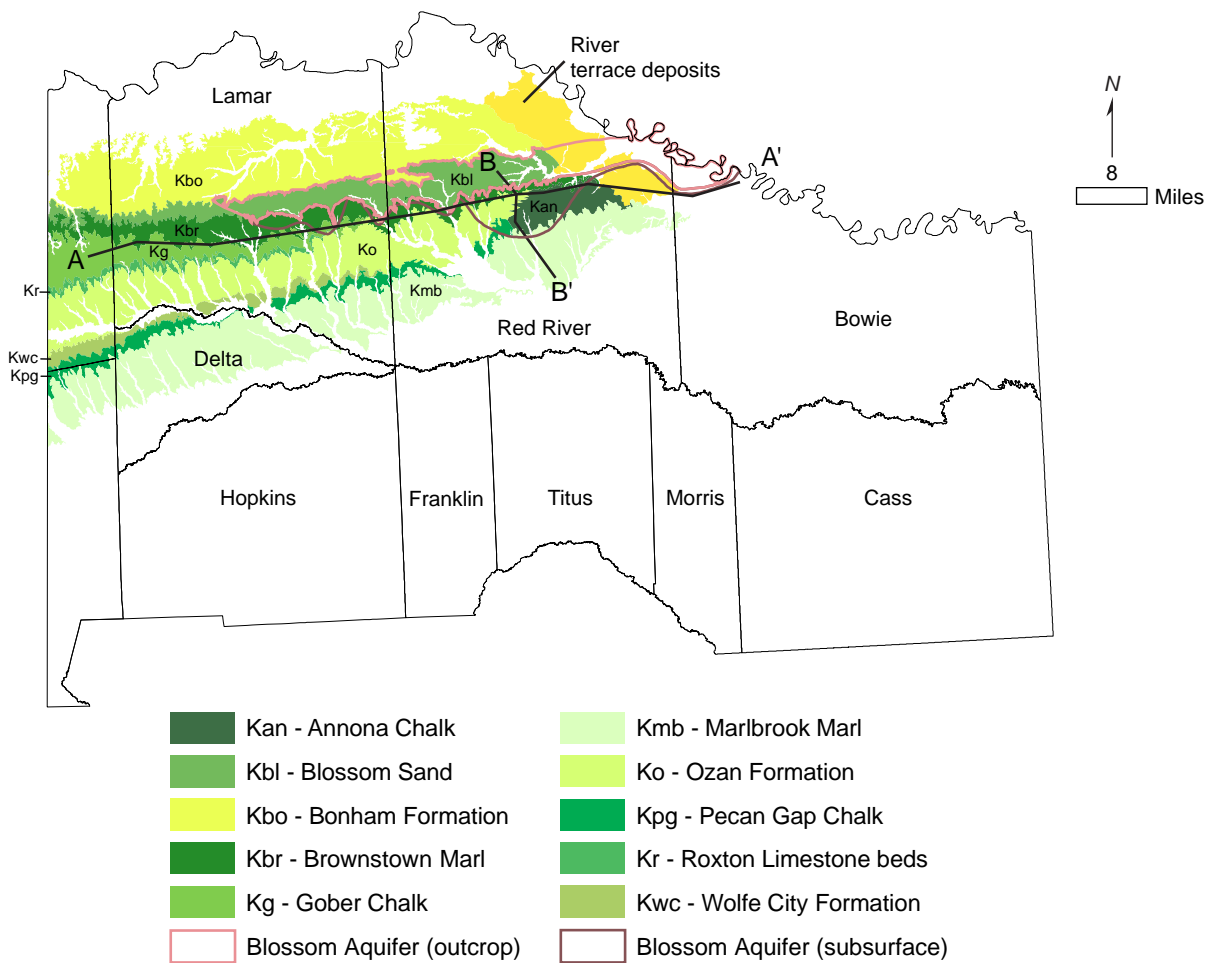 River
terrace deposits
N
8
Miles
Lamar
Kbo
Kbl
B
A'
Kan
Kbr
A
Kg
Ko
Kr
Kmb
B'
Red River
Bowie
Kwc
Delta
Kpg
Hopkins
Franklin
Titus
Morris
Cass
Kan - Annona Chalk
Kbl - Blossom Sand
Kbo - Bonham Formation
Kbr - Brownstown Marl
Kg - Gober Chalk
Blossom Aquifer (outcrop)
Kmb - Marlbrook Marl
Ko - Ozan Formation
Kpg - Pecan Gap Chalk
Kr - Roxton Limestone beds
Kwc - Wolfe City Formation
Blossom Aquifer (subsurface)